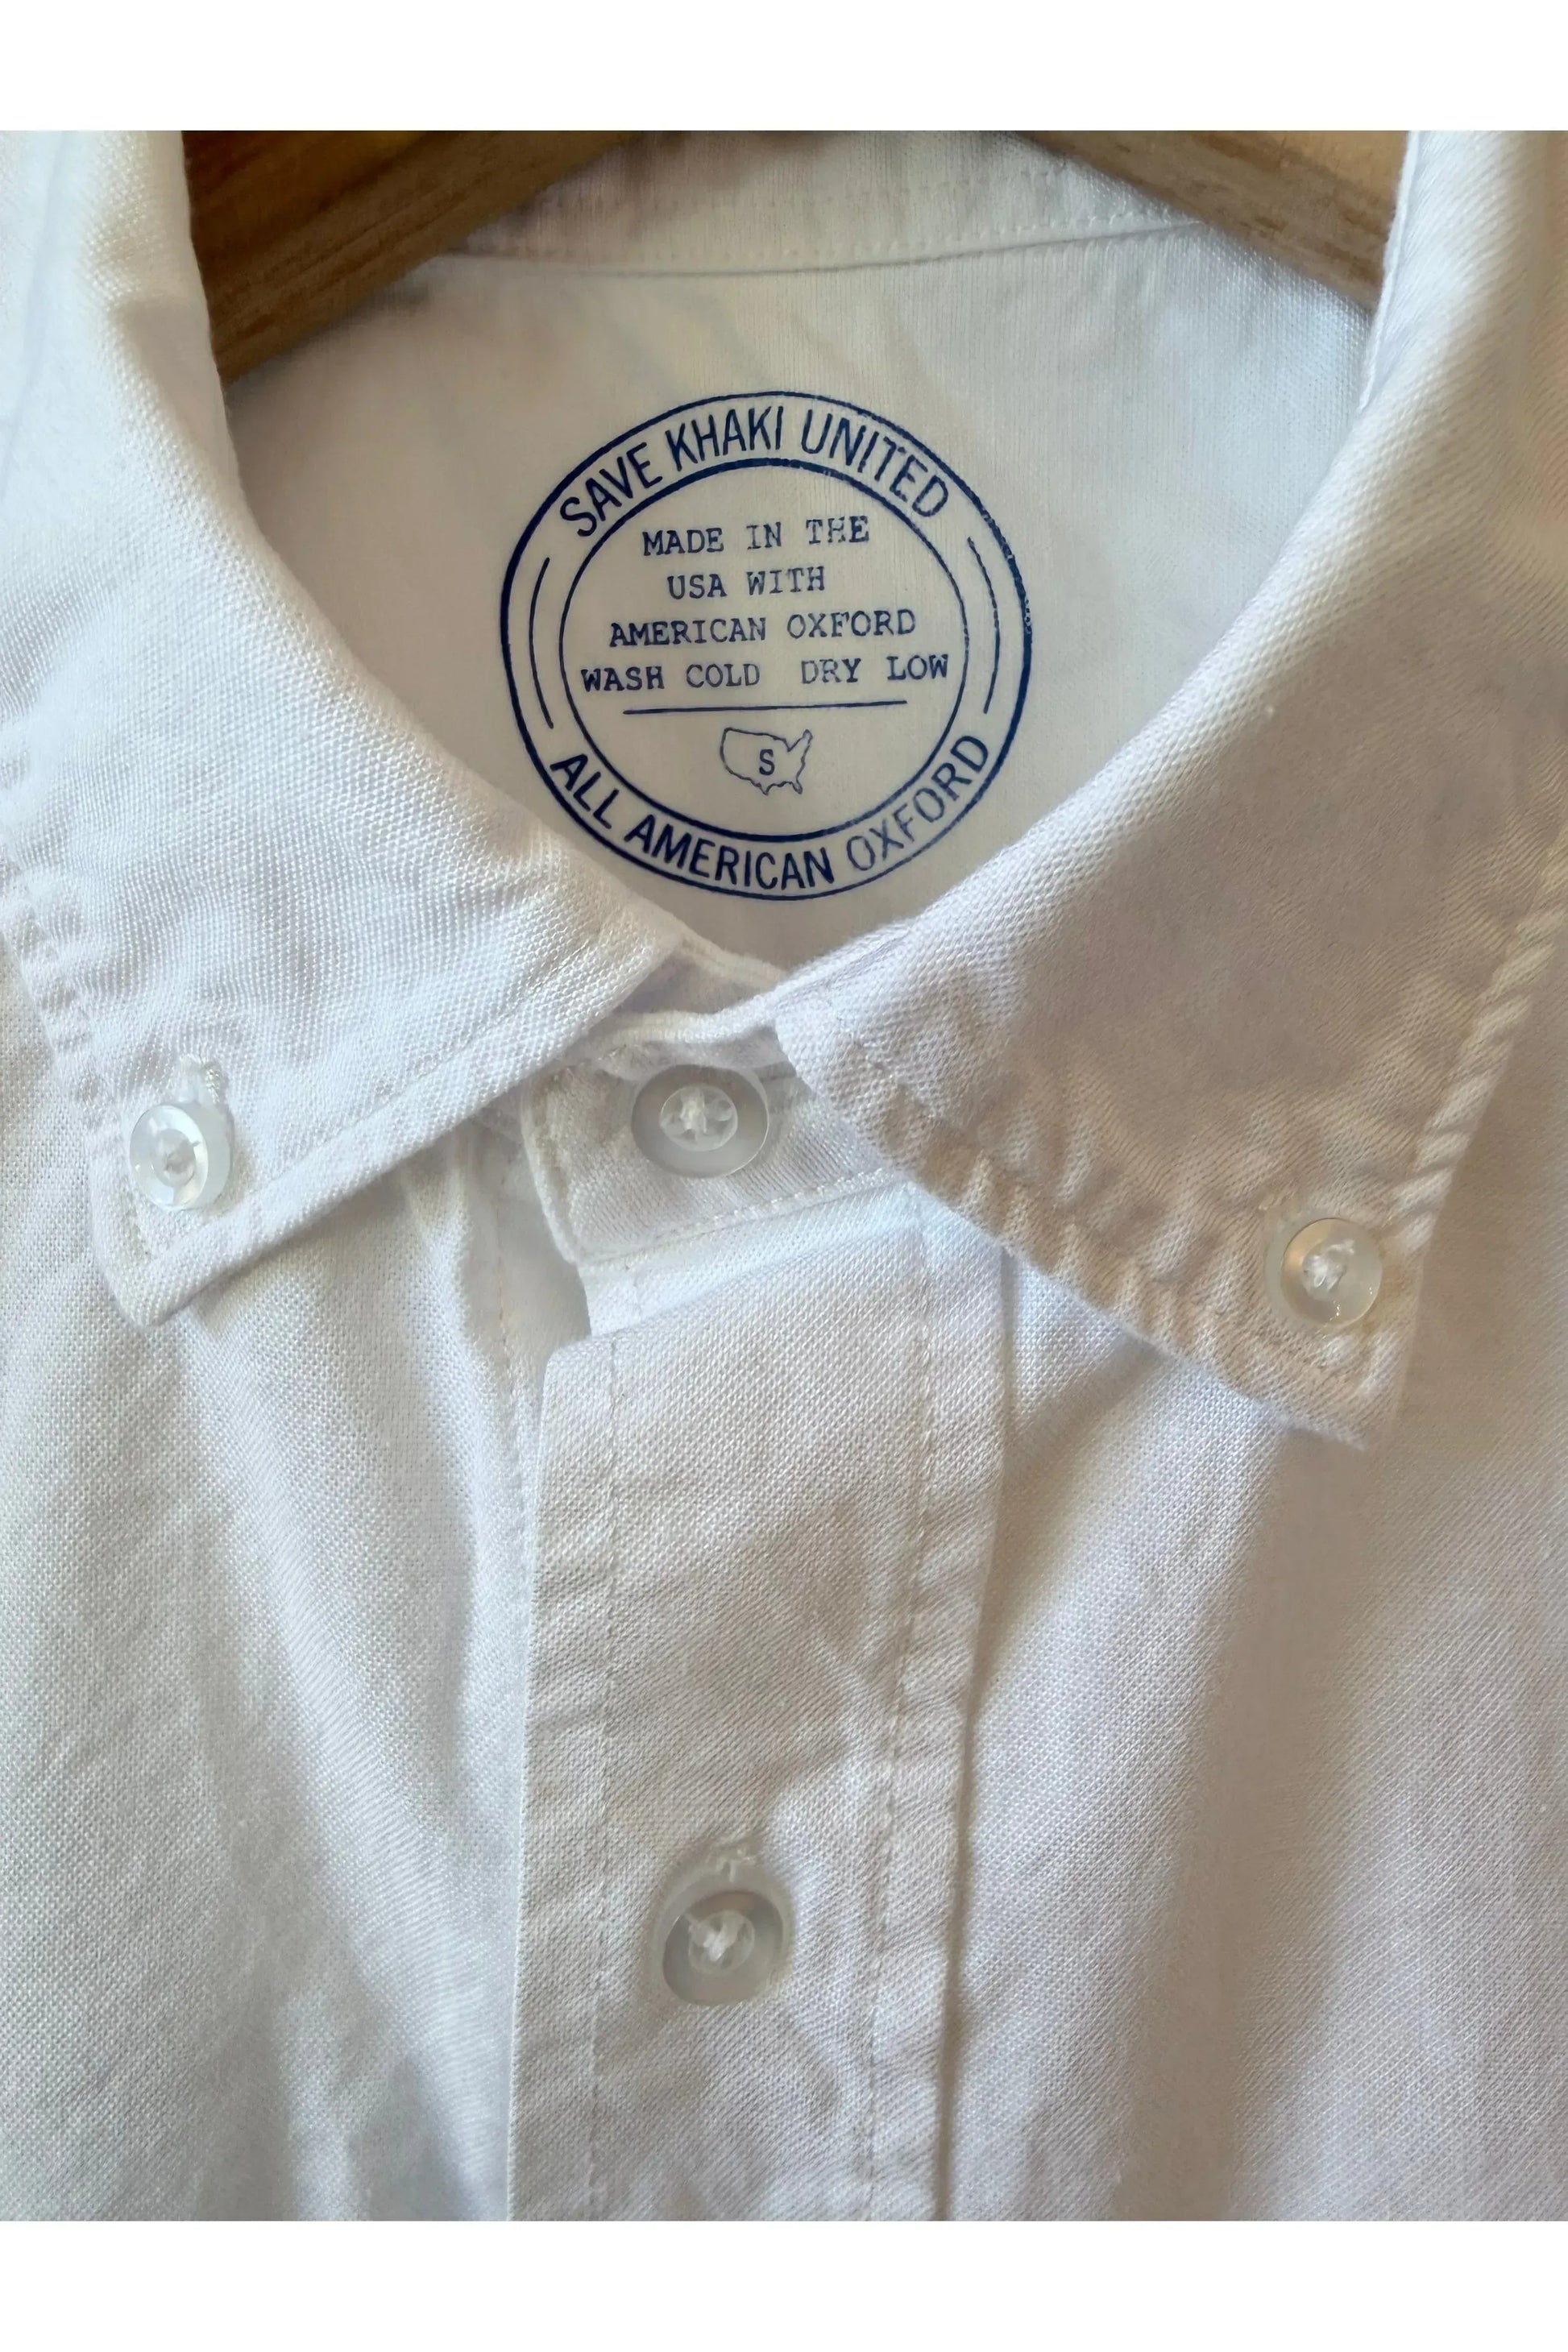 SAVE KHAKI UNITED
MADE IN THE
USA WITH
AMERICAN OXFORD
WASH COLD DRY LOW
S
ALL AMERICAN OXFORD